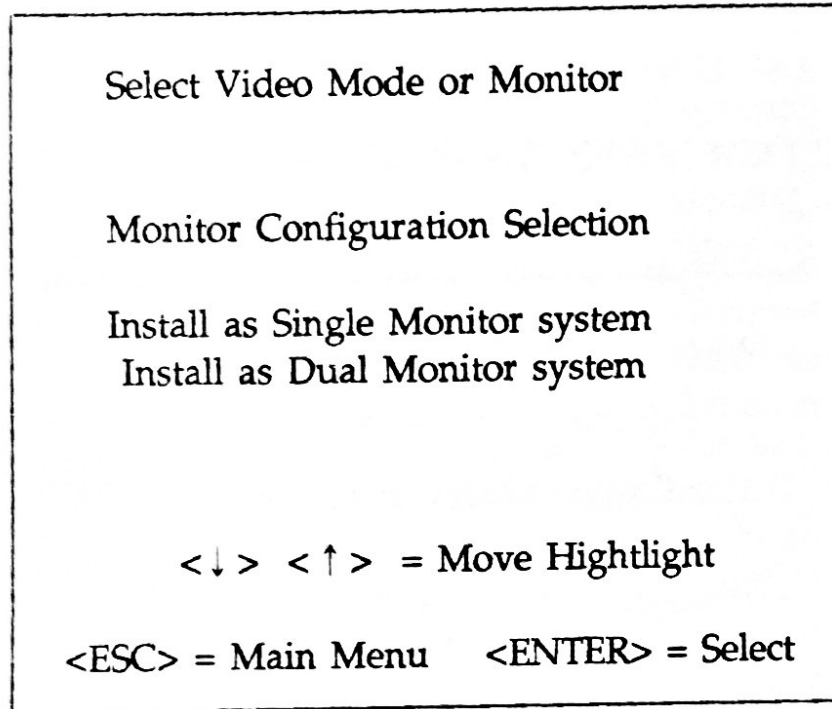 Select Video Mode or Monitor
Monitor Configuration Selection
Install as Single Monitor system
Install as Dual Monitor system
<↓> <↑> = Move Hightlight
<ESC> = Main Menu <ENTER> = Select